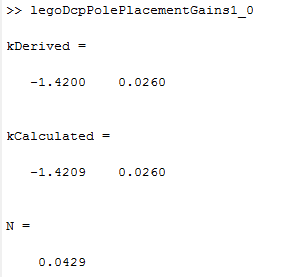 >> legoDcpPolePlacementGains1_0
kDerived =
-1.4200 0.0260
kCalculated =
-1.4209 0.0260
N =
0.0429